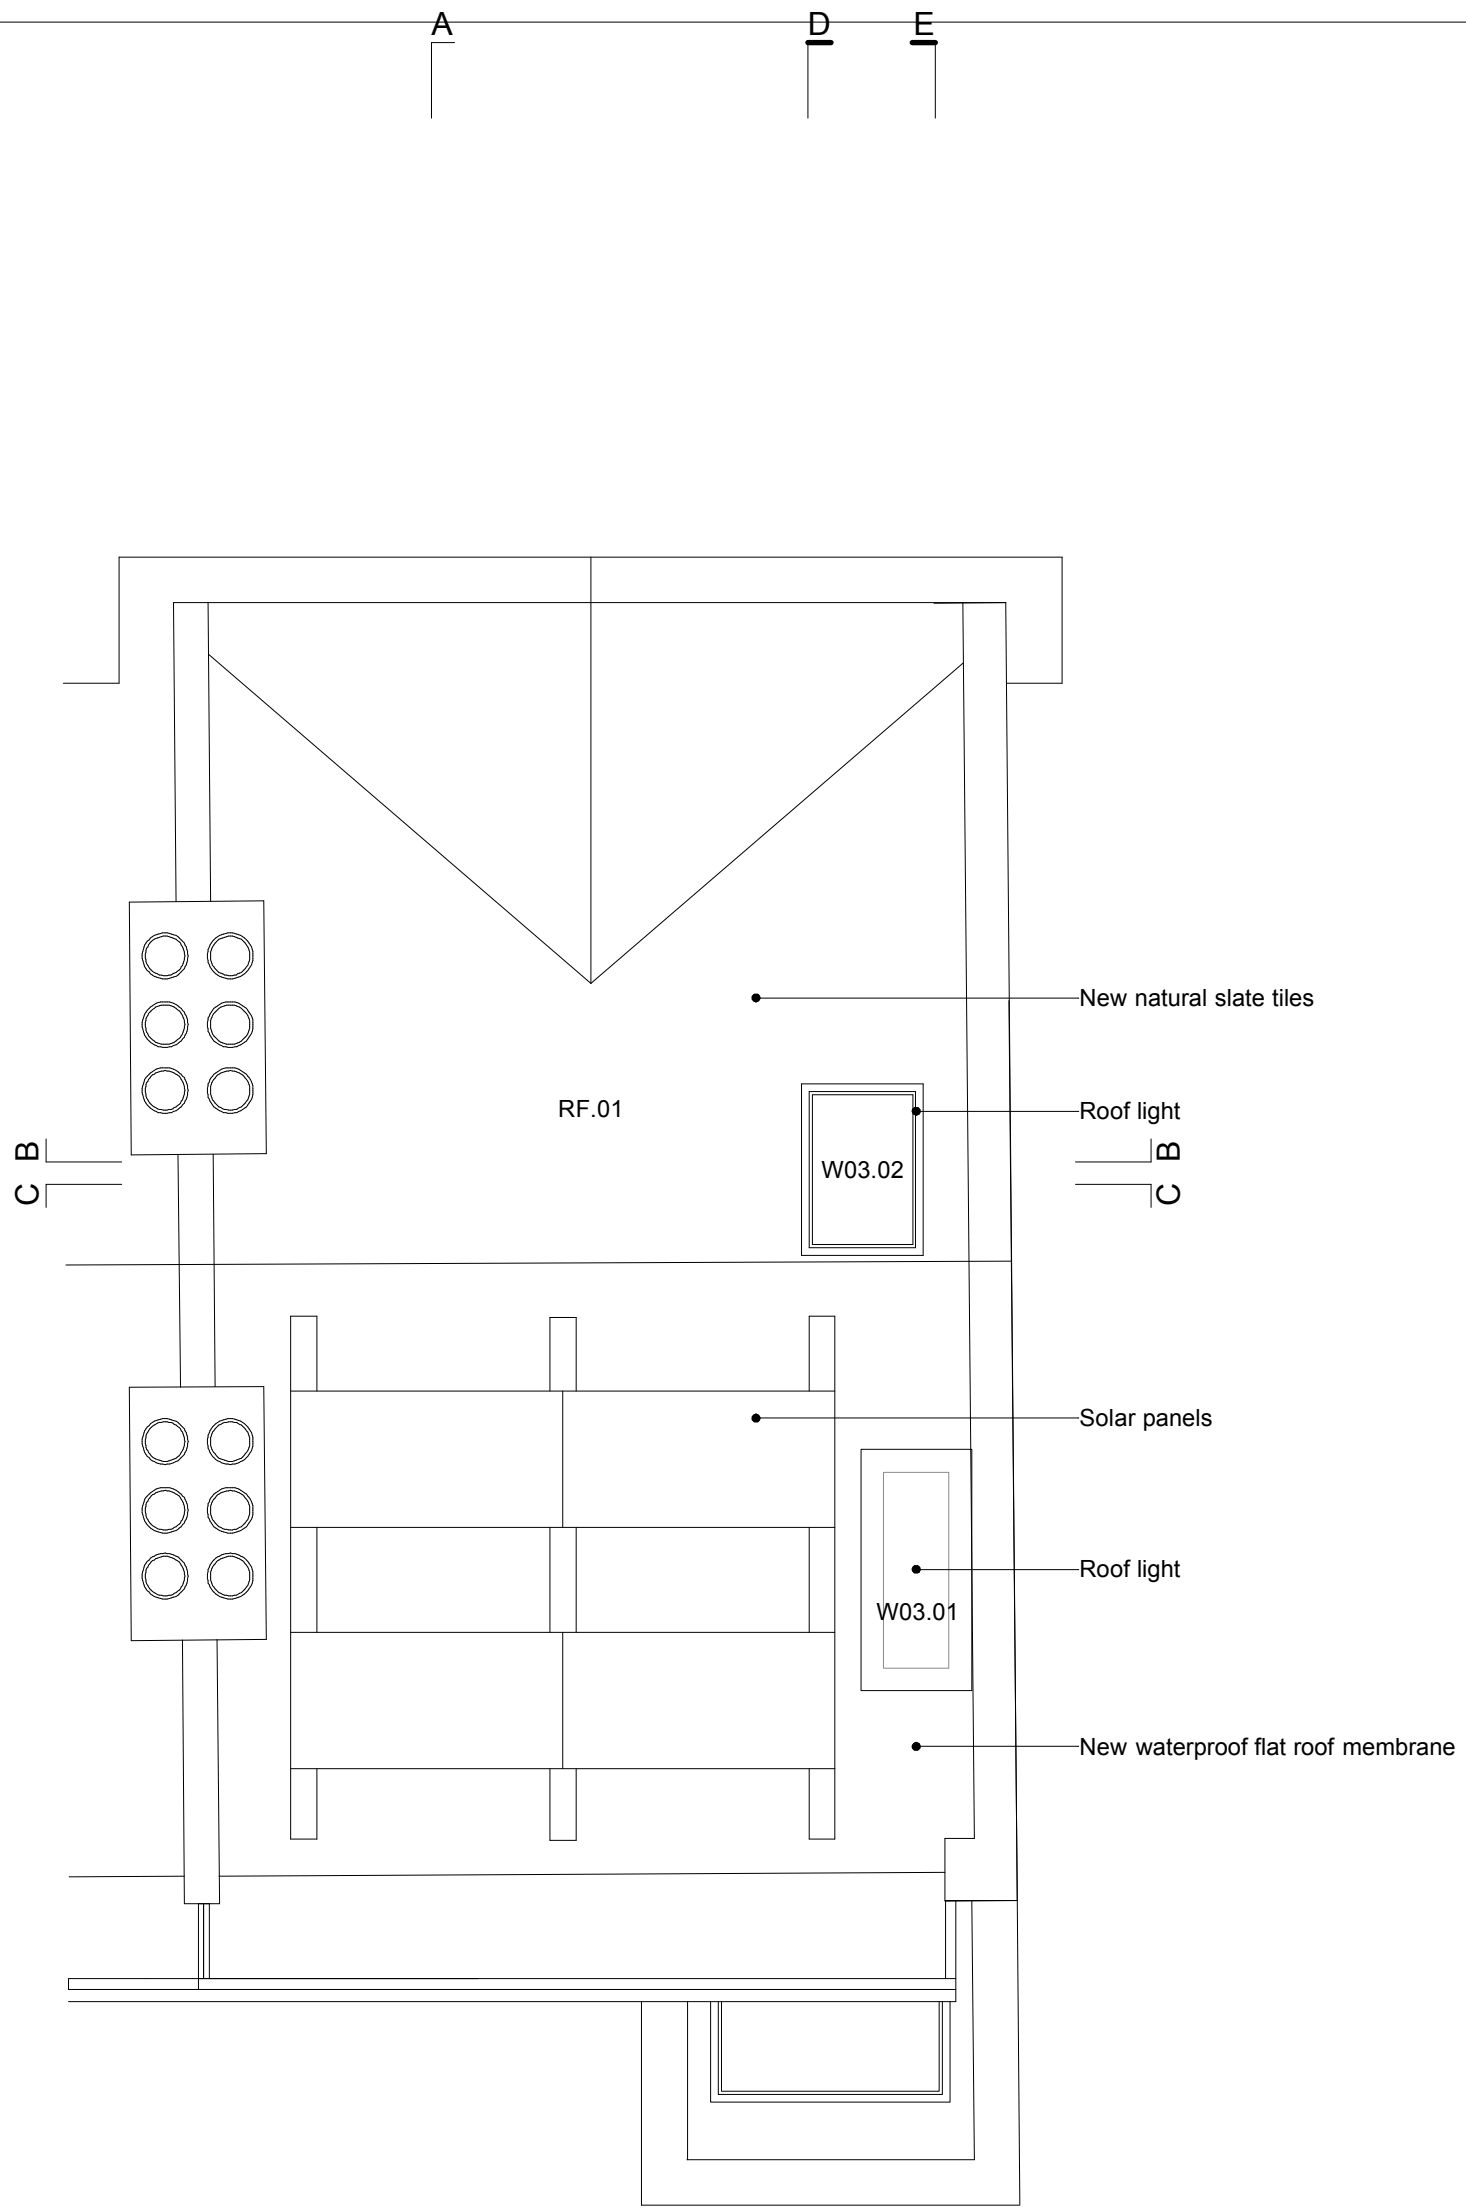 A
D
E
New natural slate tiles
RF.01
Roof light
W03.02
B
B
C
C
Solar panels
Roof light
W03.01
New waterproof flat roof membrane